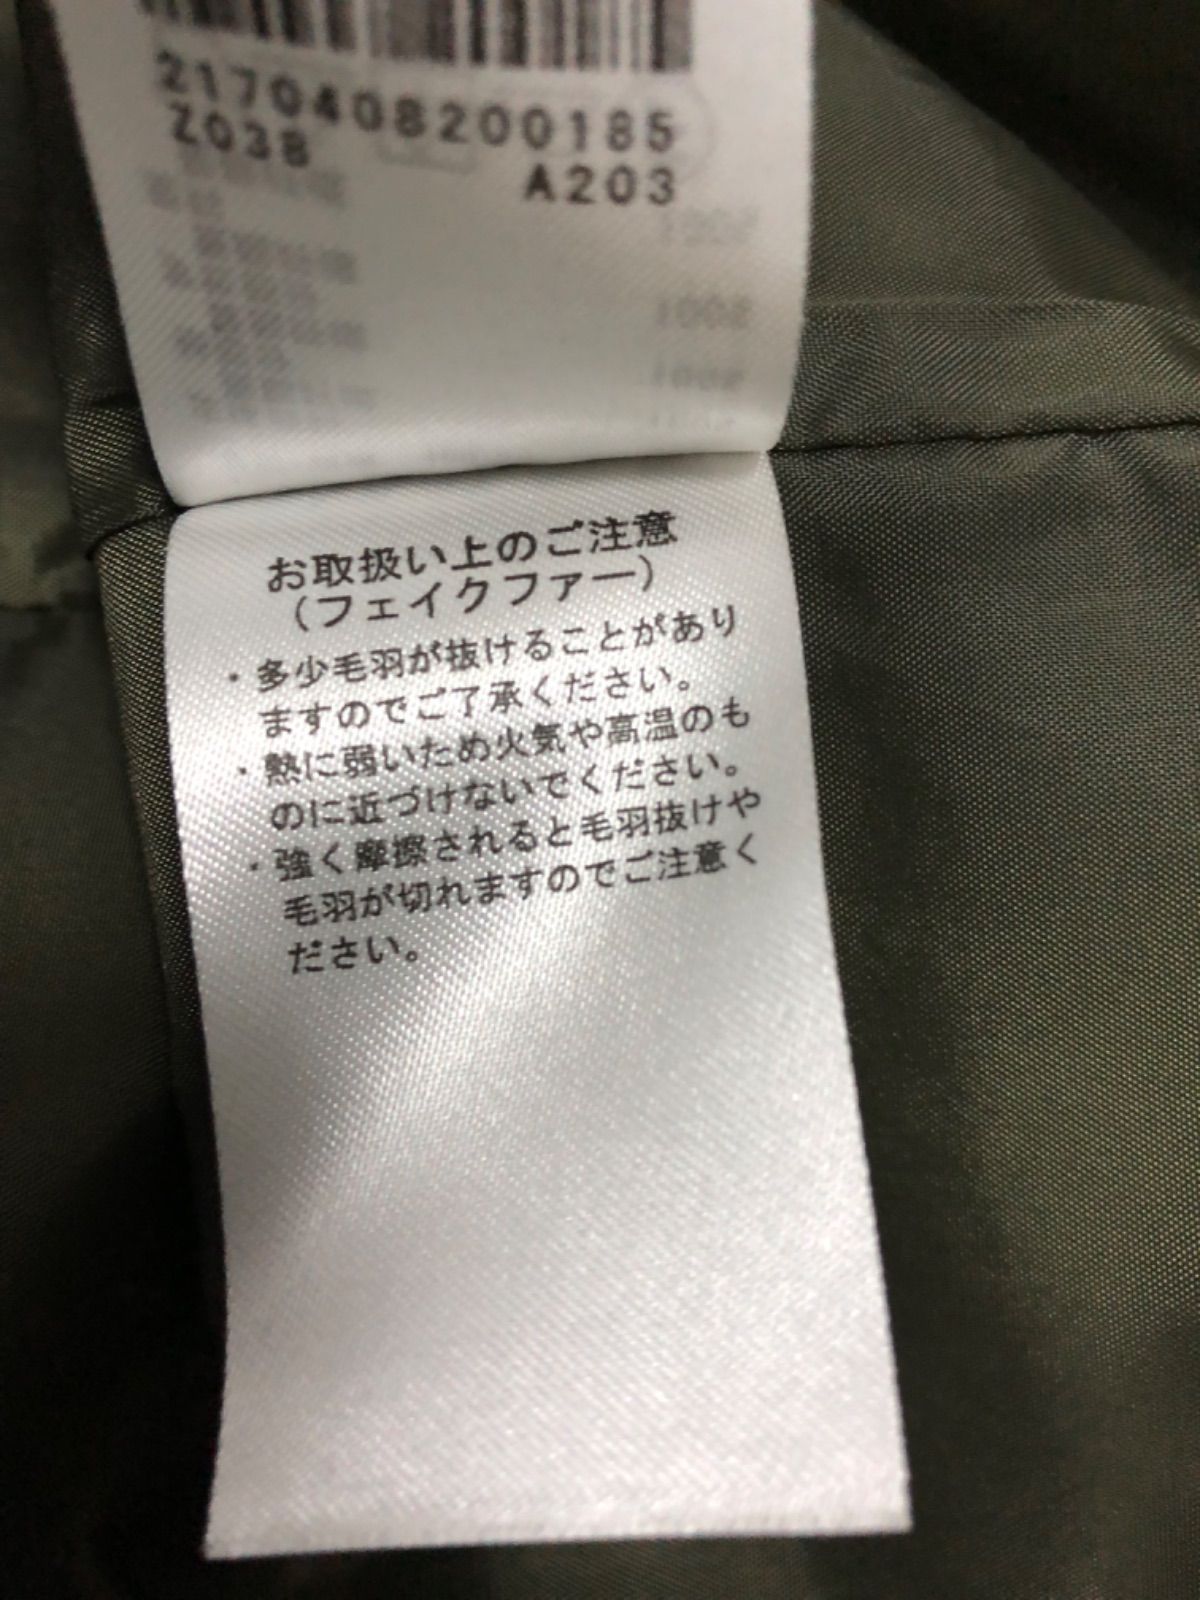 2170408200185
Z038
A203
お取扱い上のご注意
（フェイクファー）
・多少毛羽が抜けることがあり
ますのでご了承ください。
・熱に弱いため火気や高温のも
のに近づけないでください。
・強く摩擦されると毛羽抜けや
毛羽が切れますのでご注意く
ださい。